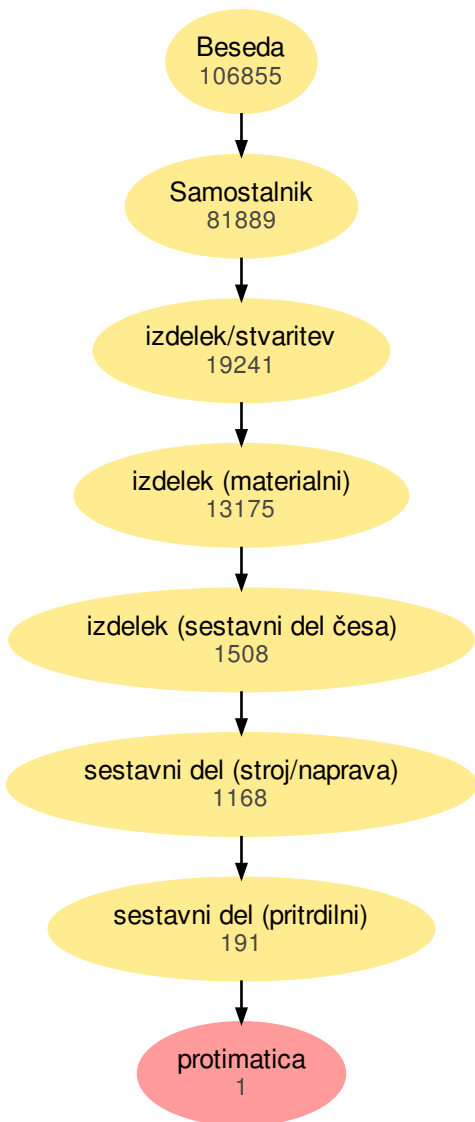 Beseda
106855
Samostalnik
81889
izdelek/stvaritev
19241
izdelek (materialni)
13175
izdelek (sestavni del česa)
1508
sestavni del (stroj/naprava)
1168
sestavni del (pritrdilni)
191
protimatica
1